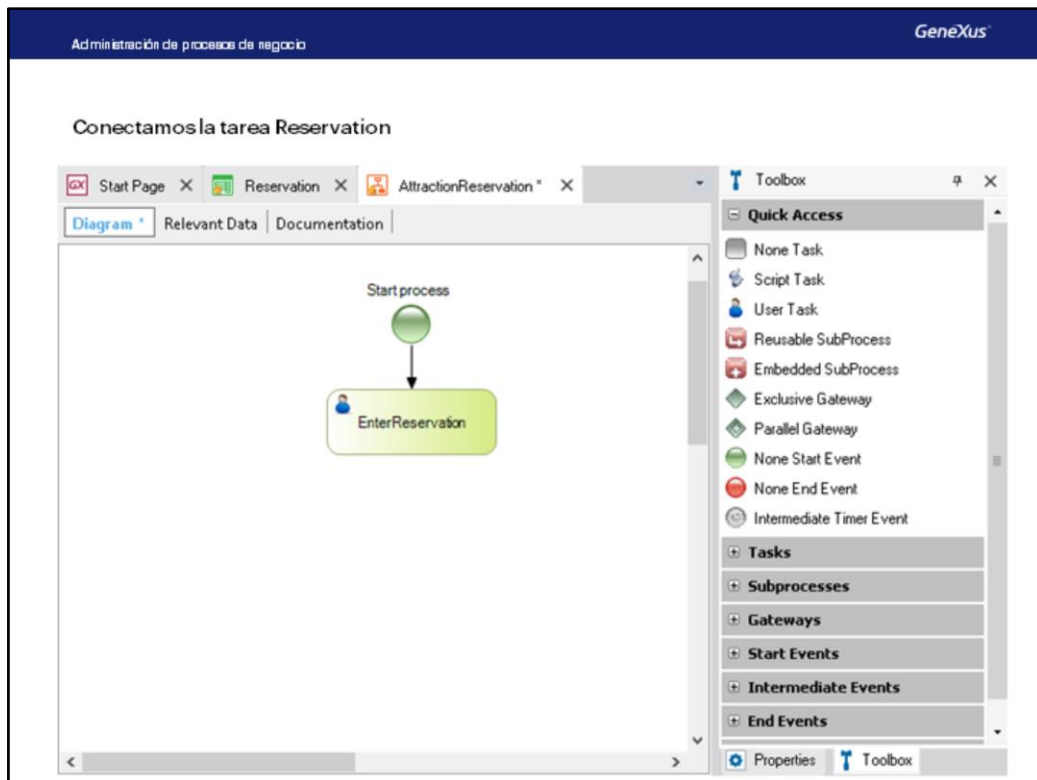 Administración de procesos de negocio
GeneXus
Conectamos la tarea Reservation
GX Start Page Reservation AttractionReservation *
Diagram * Relevant Data Documentation
Start process
EnterReservation
Toolbox
Quick Access
None Task
Script Task
User Task
Reusable SubProcess
Embedded SubProcess
Exclusive Gateway
Parallel Gateway
None Start Event
None End Event
Intermediate Timer Event
Tasks
Subprocesses
Gateways
Start Events
Intermediate Events
End Events
Properties Toolbox